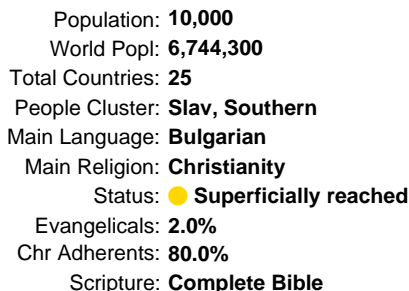 Population: 10,000
World Popl: 6,744,300
Total Countries: 25
People Cluster: Slav, Southern
Main Language: Bulgarian
Main Religion: Christianity
Status: Superficially reached
Evangelicals: 2.0%
Chr Adherents: 80.0%
Scripture: Complete Bible